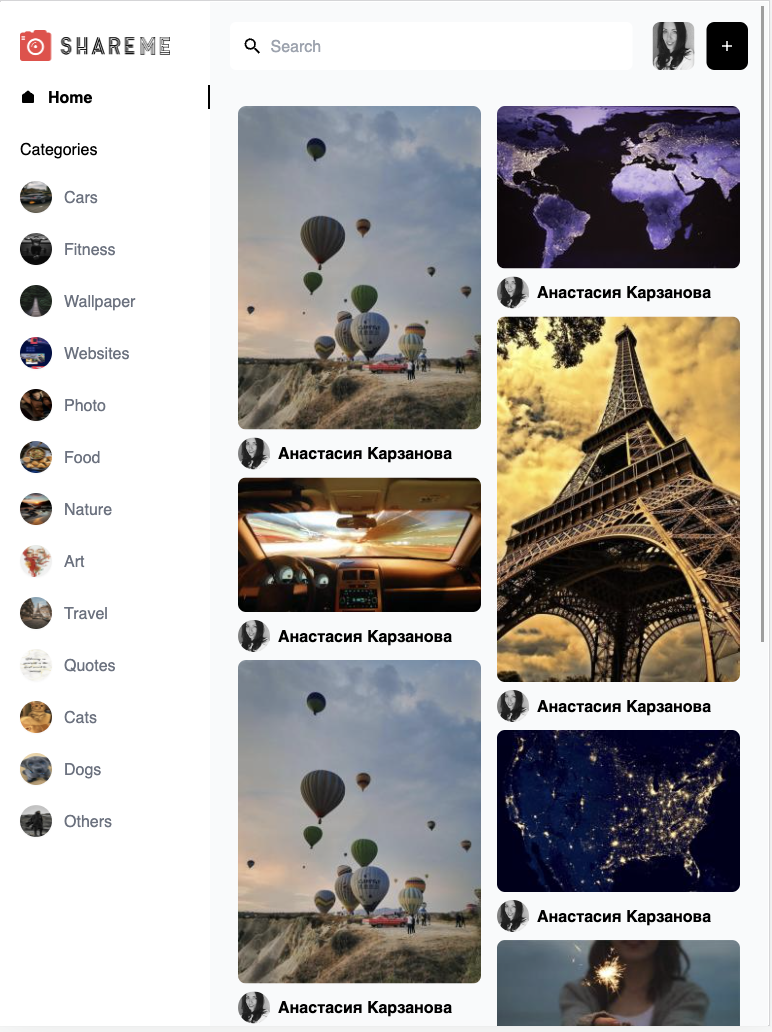 SHAREME
Search
+
Home
Categories
Cars
Fitness
Wallpaper
Websites
Photo
Food
Nature
Art
Travel
Quotes
Cats
Dogs
Others
Анастасия Карзанова
Анастасия Карзанова
Анастасия Карзанова
Анастасия Карзанова
Анастасия Карзанова
Анастасия Карзанова